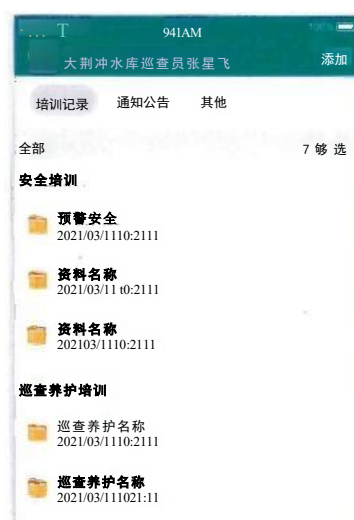 ... T 941AM 100%
大荆冲水库巡查员张星飞 添加
培训记录 通知公告 其他
全部 7 够 选
安全培训
预警安全
2021/03/1110:2111
资料名称
2021/03/11 t0:2111
资料名称
202103/1110:2111
巡查养护培训
巡查养护名称
2021/03/1110:2111
巡查养护名称
2021/03/111021:11